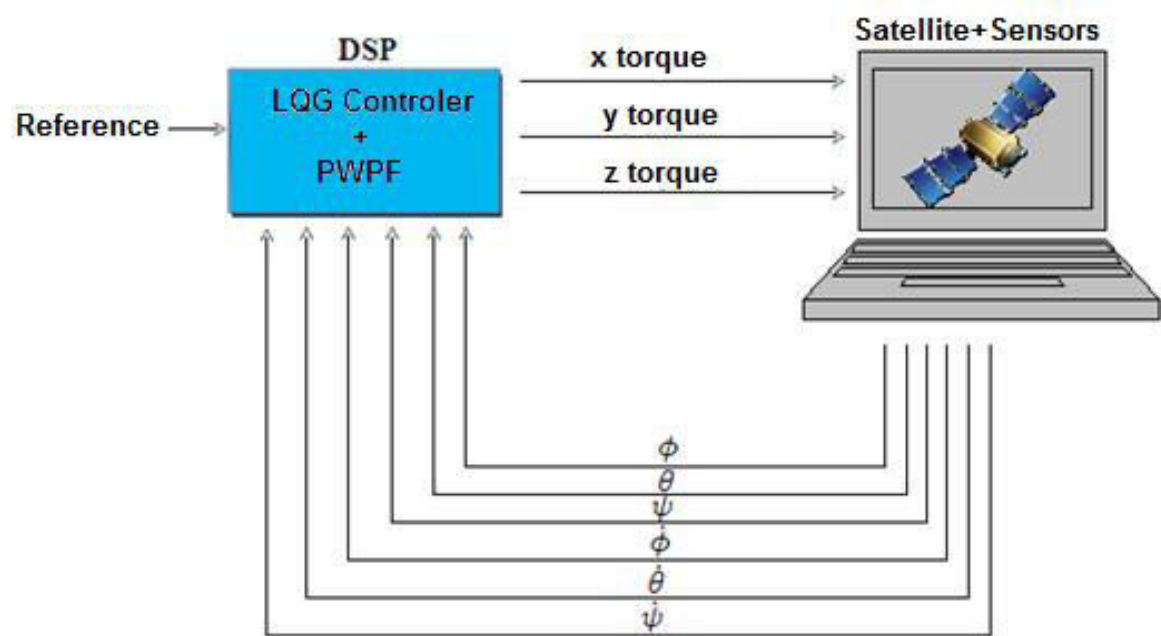 Satellite+Sensors
DSP
x torque
LQG Controler
+
PWPF
Reference
y torque
z torque
ϕ
θ
ψ
ϕ̇
θ̇
ψ̇